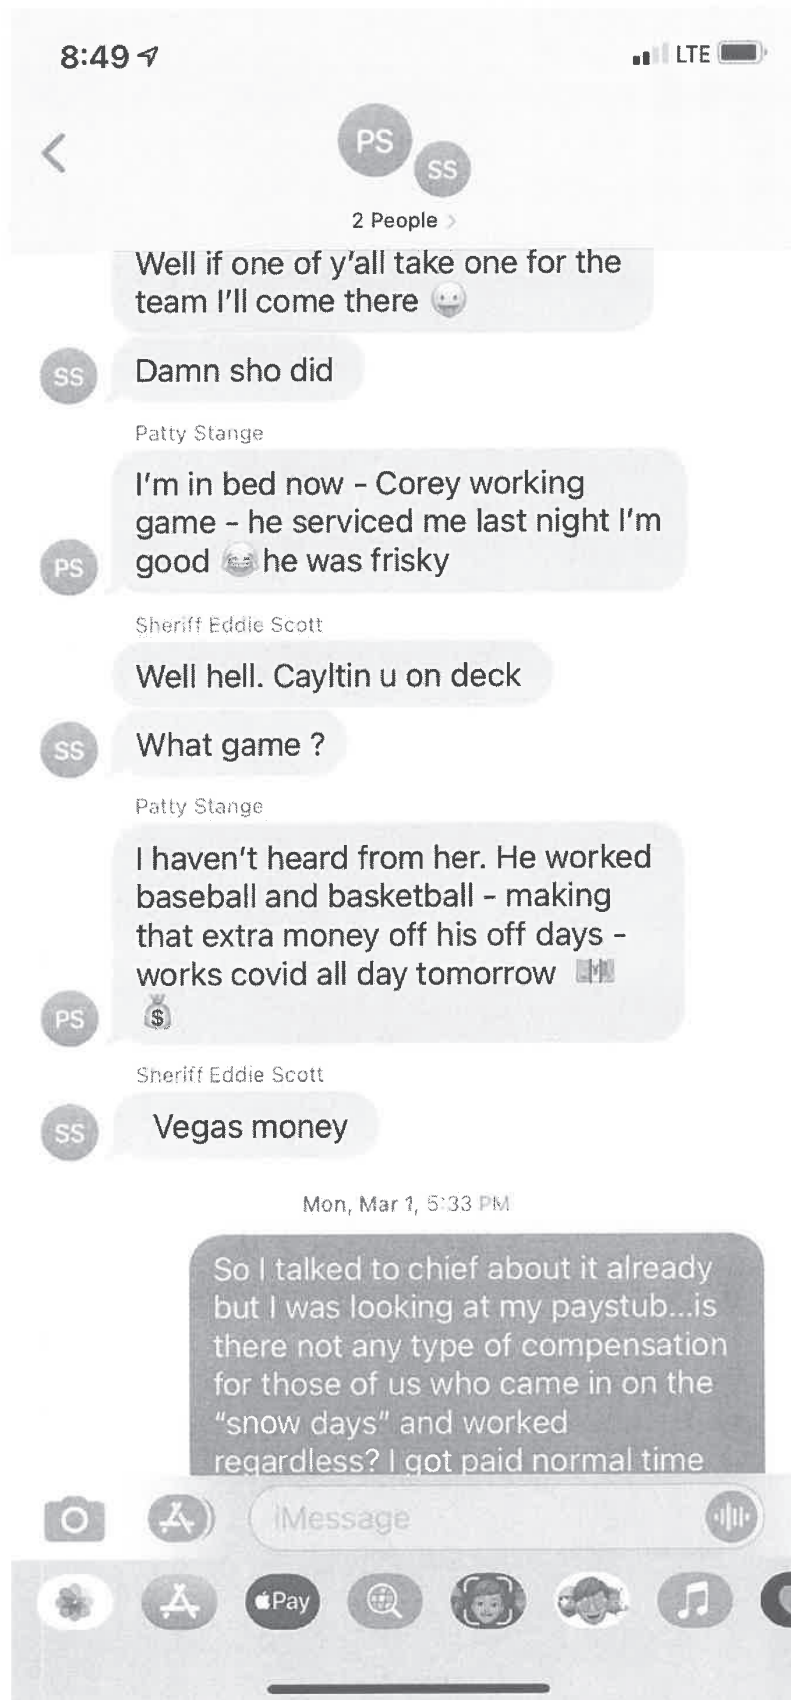 8:49
LTE
PS
SS
2 People
Well if one of y'all take one for the
team I'll come there 😀
SS
Damn sho did
Patty Stange
I'm in bed now - Corey working
game - he serviced me last night I'm
good 😂 he was frisky
PS
Sheriff Eddie Scott
Well hell. Cayltin u on deck
What game ?
SS
Patty Stange
I haven't heard from her. He worked
baseball and basketball - making
that extra money off his off days -
works covid all day tomorrow
💰
PS
Sheriff Eddie Scott
Vegas money
SS
Mon, Mar 1, 5:33 PM
So I talked to chief about it already
but I was looking at my paystub...is
there not any type of compensation
for those of us who came in on the
"snow days" and worked
regardless? I got paid normal time
iMessage
Pay